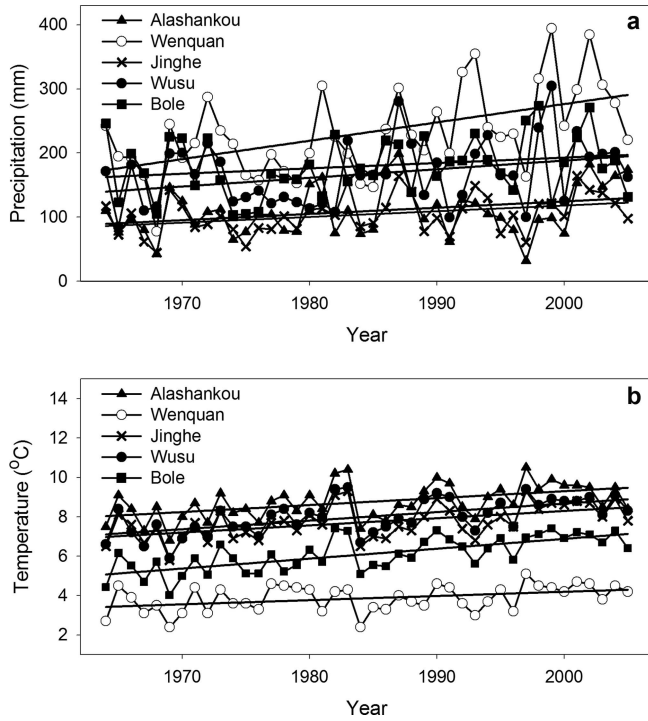 a
Alashankou
Wenquan
Jinghe
Wusu
Bole
Precipitation (mm)
400
300
200
100
0
1970
1980
1990
2000
Year
b
Alashankou
Wenquan
Jinghe
Wusu
Bole
Temperature (°C)
14
12
10
8
6
4
2
1970
1980
1990
2000
Year